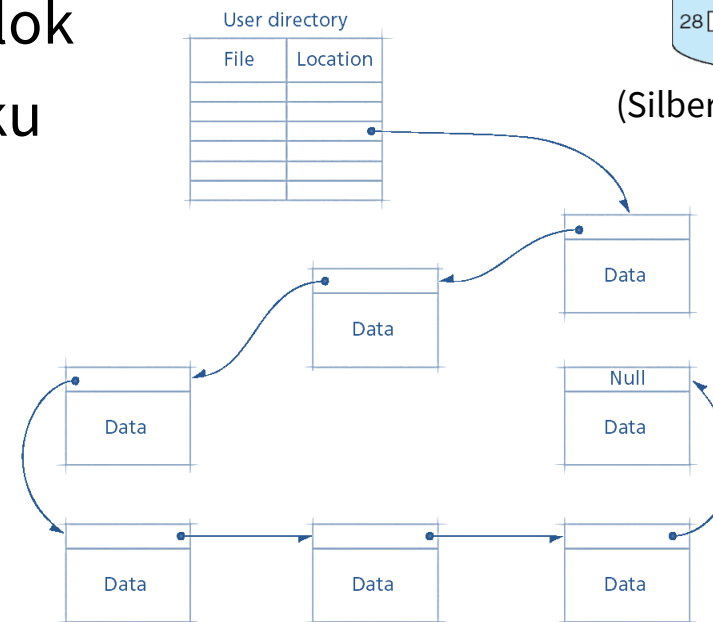 lok
ku
28
(Silber
User directory
File Location
Data
Data
Null
Data
Data
Data
Data
Data